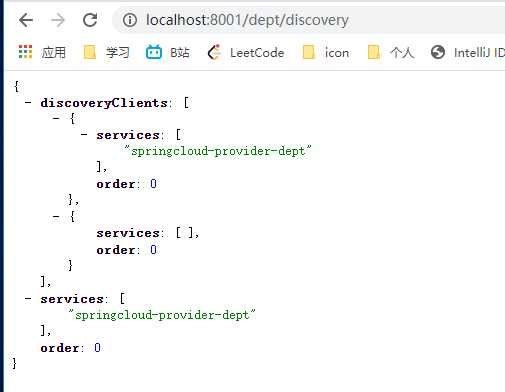 localhost:8001/dept/discovery
应用 学习 B站 LeetCode icon 个人 IntelliJ ID
{
- discoveryClients: [
- {
- services: [
"springcloud-provider-dept"
],
order: 0
},
- {
services: [ ],
order: 0
}
],
- services: [
"springcloud-provider-dept"
],
order: 0
}